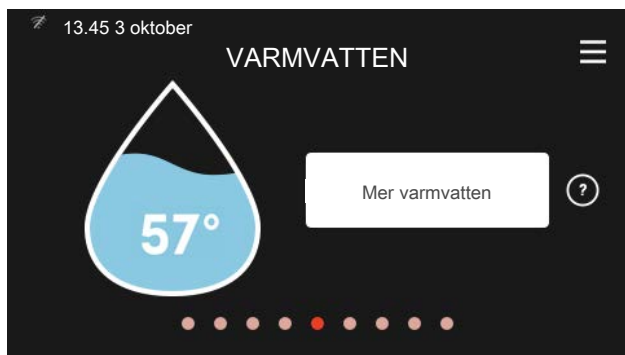 13.45 3 oktober
VARMVATTEN
Mer varmvatten
?
57°